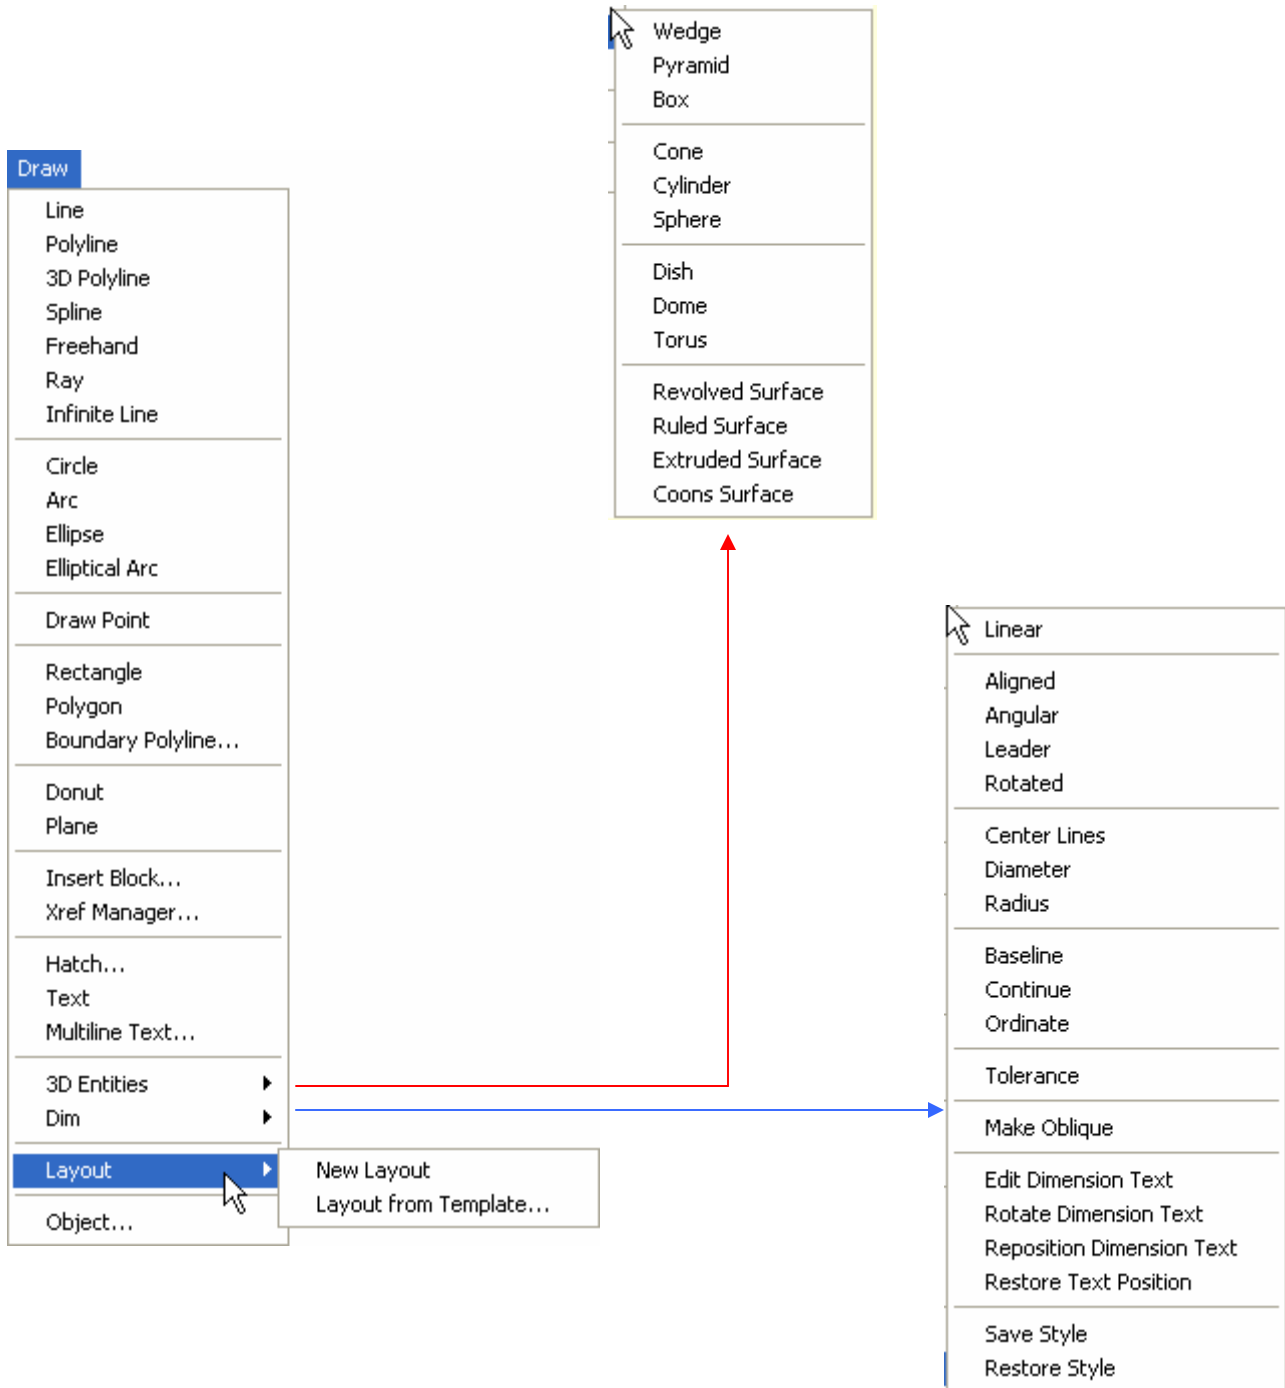 Draw
Line
Polyline
3D Polyline
Spline
Freehand
Ray
Infinite Line
Circle
Arc
Ellipse
Elliptical Arc
Draw Point
Rectangle
Polygon
Boundary Polyline...
Donut
Plane
Insert Block...
Xref Manager...
Hatch...
Text
Multiline Text...
3D Entities
Dim
Layout
Object...
New Layout
Layout from Template...
Wedge
Pyramid
Box
Cone
Cylinder
Sphere
Dish
Dome
Torus
Revolved Surface
Ruled Surface
Extruded Surface
Coons Surface
Linear
Aligned
Angular
Leader
Rotated
Center Lines
Diameter
Radius
Baseline
Continue
Ordinate
Tolerance
Make Oblique
Edit Dimension Text
Rotate Dimension Text
Reposition Dimension Text
Restore Text Position
Save Style
Restore Style